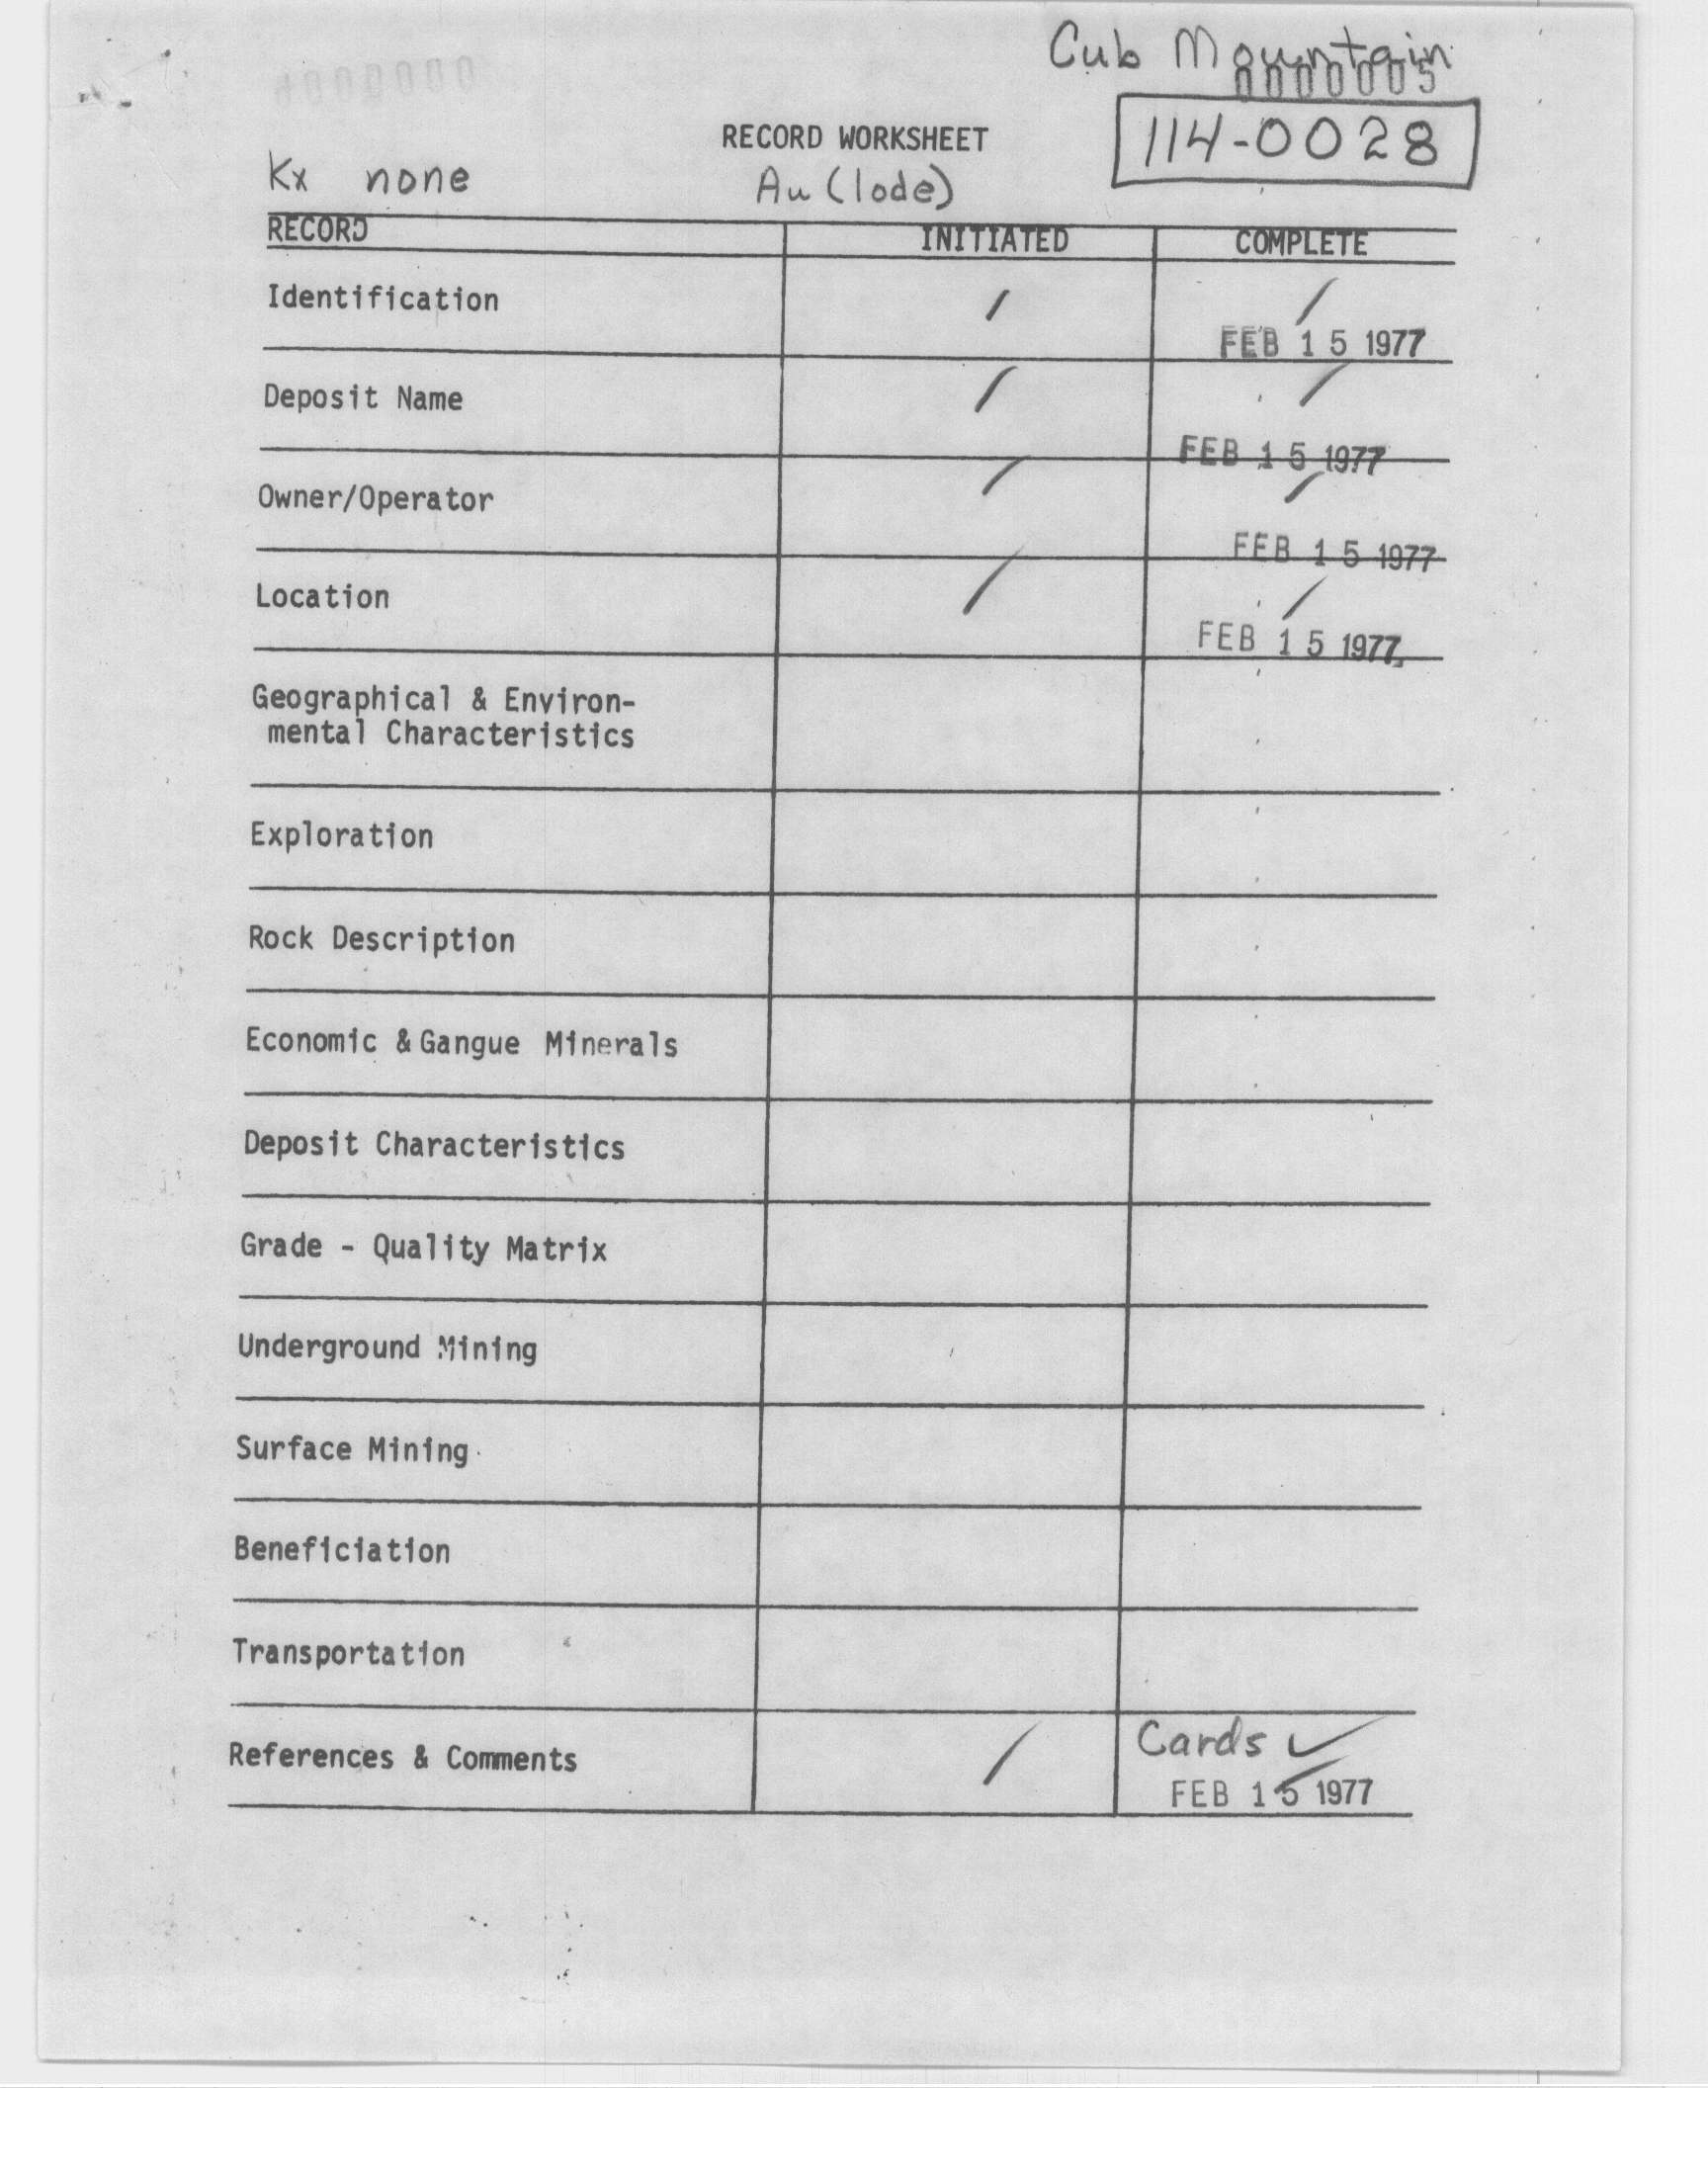 Cub Mountain
0000005
114-0028
RECORD WORKSHEET
Kx none
Au (lode)
RECORD INITIATED COMPLETE
Identification / /
FEB 15 1977
Deposit Name / /
FEB 15 1977
Owner/Operator / /
FEB 15 1977
Location / /
FEB 15 1977
Geographical & Environ-
mental Characteristics
Exploration
Rock Description
Economic & Gangue Minerals
Deposit Characteristics
Grade - Quality Matrix
Underground Mining
Surface Mining
Beneficiation
Transportation
References & Comments / Cards ✓
FEB 15 1977